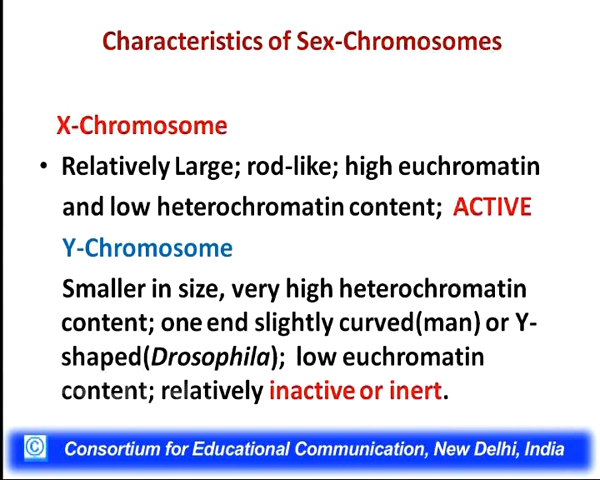 Characteristics of Sex-Chromosomes
X-Chromosome
• Relatively Large; rod-like; high euchromatin
and low heterochromatin content; ACTIVE
Y-Chromosome
Smaller in size, very high heterochromatin
content; one end slightly curved(man) or Y-
shaped(Drosophila); low euchromatin
content; relatively inactive or inert.
© Consortium for Educational Communication, New Delhi, India